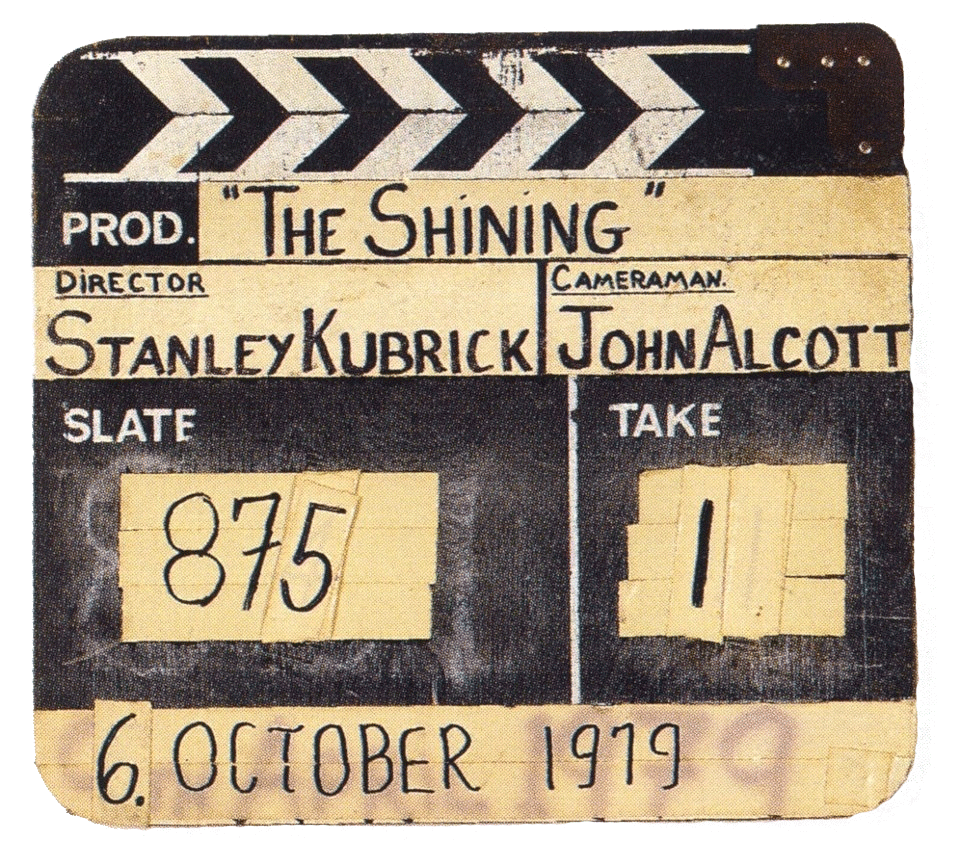 PROD. "THE SHINING"
DIRECTOR
STANLEY KUBRICK
CAMERAMAN.
JOHN ALCOTT
SLATE
875
TAKE
1
6. OCTOBER 1979